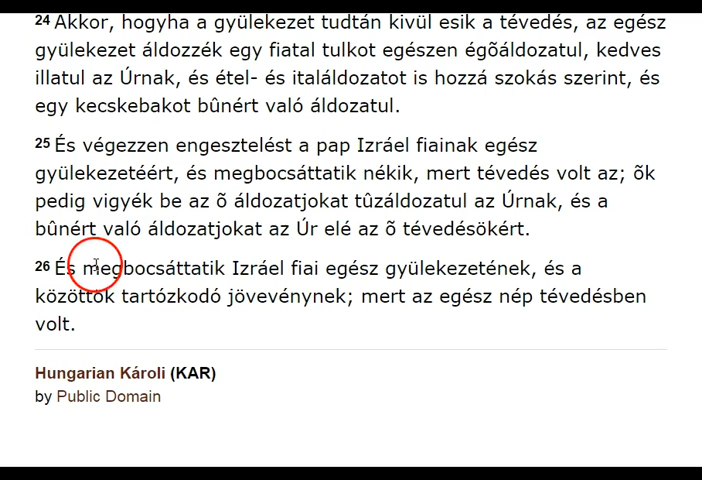 24 Akkor, hogyha a gyülekezet tudtán kivül esik a tévedés, az egész
gyülekezet áldozzék egy fiatal tulkot egészen égõáldozatul, kedves
illatul az Úrnak, és étel- és italáldozatot is hozzá szokás szerint, és
egy kecskebakot bûnért való áldozatul.
25 És végezzen engesztelést a pap Izráel fiainak egész
gyülekezetéért, és megbocsáttatik nékik, mert tévedés volt az; õk
pedig vigyék be az õ áldozatjokat tûzáldozatul az Úrnak, és a
bûnért való áldozatjokat az Úr elé az õ tévedésökért.
26 És megbocsáttatik Izráel fiai egész gyülekezetének, és a
közöttök tartózkodó jövevénynek; mert az egész nép tévedésben
volt.
Hungarian Károli (KAR)
by Public Domain